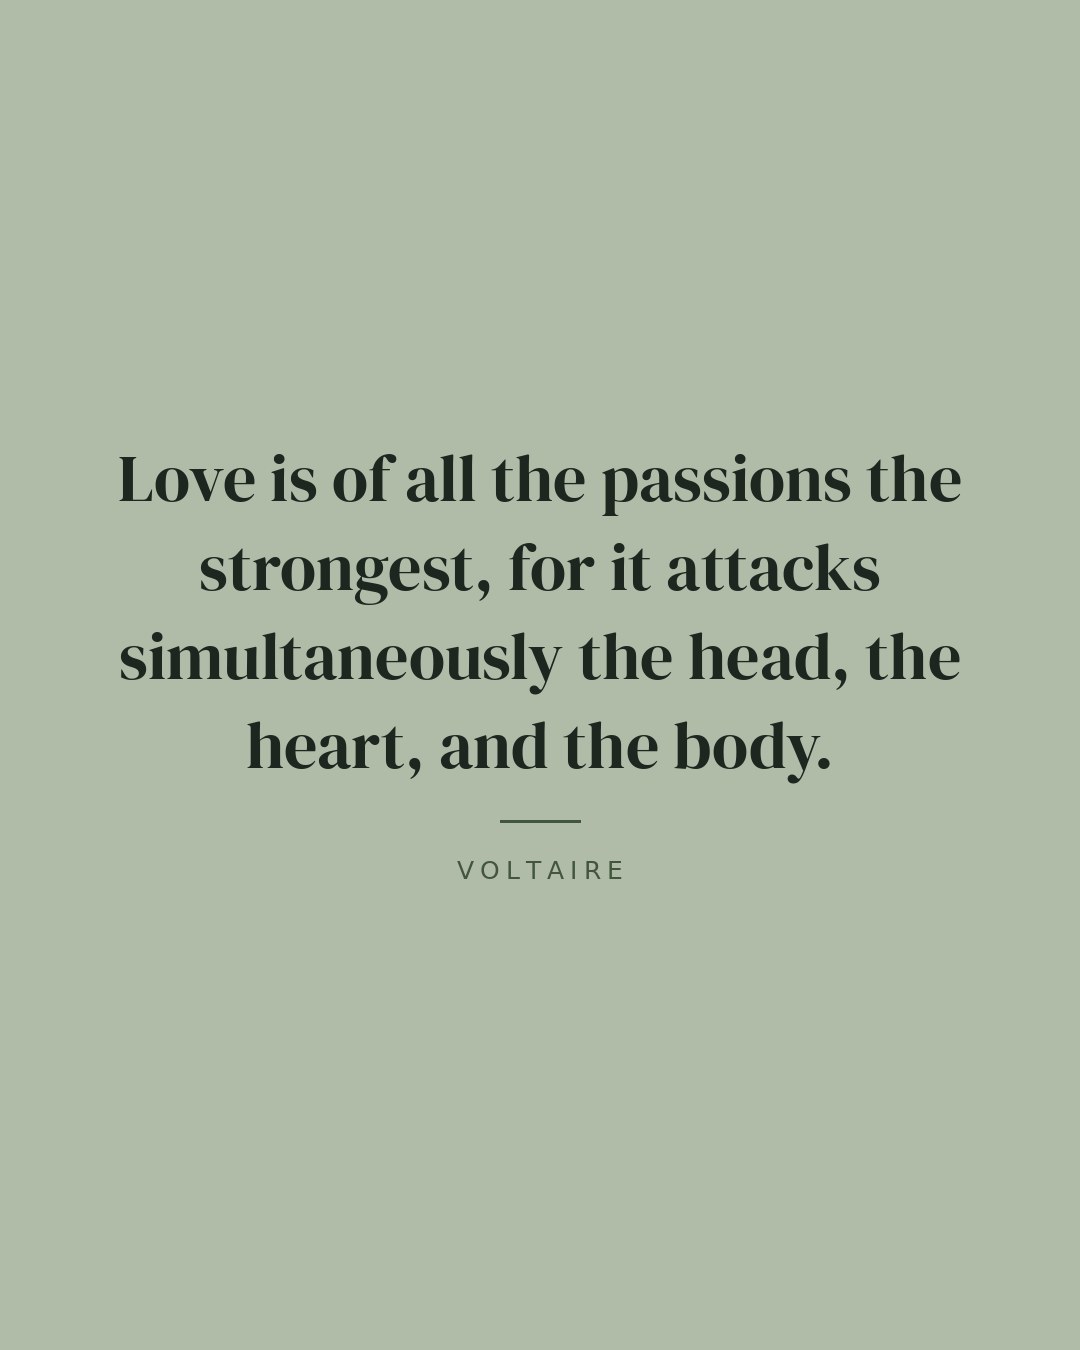 Love is of all the passions the
strongest, for it attacks
simultaneously the head, the
heart, and the body.
VOLTAIRE